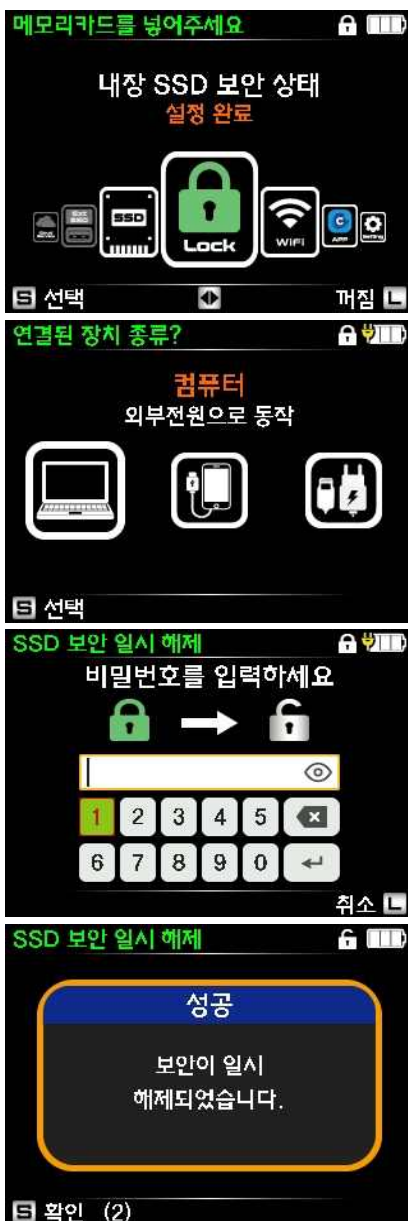 메모리카드를 넣어주세요
내장 SSD 보안 상태
설정 완료
SSD
Lock
WiFi
C
APP
Setting
S 선택
꺼짐 L
연결된 장치 종류?
컴퓨터
외부전원으로 동작
S 선택
SSD 보안 일시 해제
비밀번호를 입력하세요
1 2 3 4 5
6 7 8 9 0
취소 L
SSD 보안 일시 해제
성공
보안이 일시
해제되었습니다.
S 확인 (2)